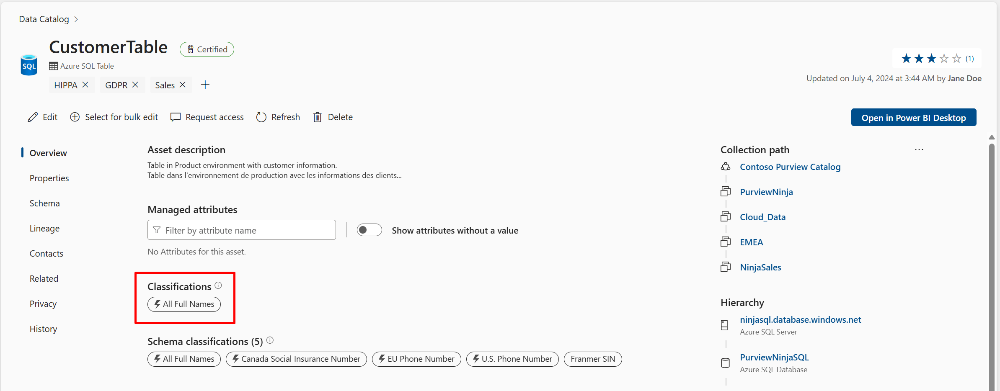 Data Catalog
CustomerTable
Certified
SQL
Azure SQL Table
HIPPA
GDPR
Sales
(1)
Updated on July 4, 2024 at 3:44 AM by Jane Doe
Edit
Select for bulk edit
Request access
Refresh
Delete
Open in Power BI Desktop
Overview
Properties
Schema
Lineage
Contacts
Related
Privacy
History
Asset description
Table in Product environment with customer information.
Table dans l'environnement de production avec les informations des clients...
Managed attributes
Filter by attribute name
Show attributes without a value
No Attributes for this asset.
Classifications
All Full Names
Schema classifications (5)
All Full Names
Canada Social Insurance Number
EU Phone Number
U.S. Phone Number
Franmer SIN
Collection path
...
Contoso Purview Catalog
PurviewNinja
Cloud_Data
EMEA
NinjaSales
Hierarchy
ninjasql.database.windows.net
Azure SQL Server
PurviewNinjaSQL
Azure SQL Database